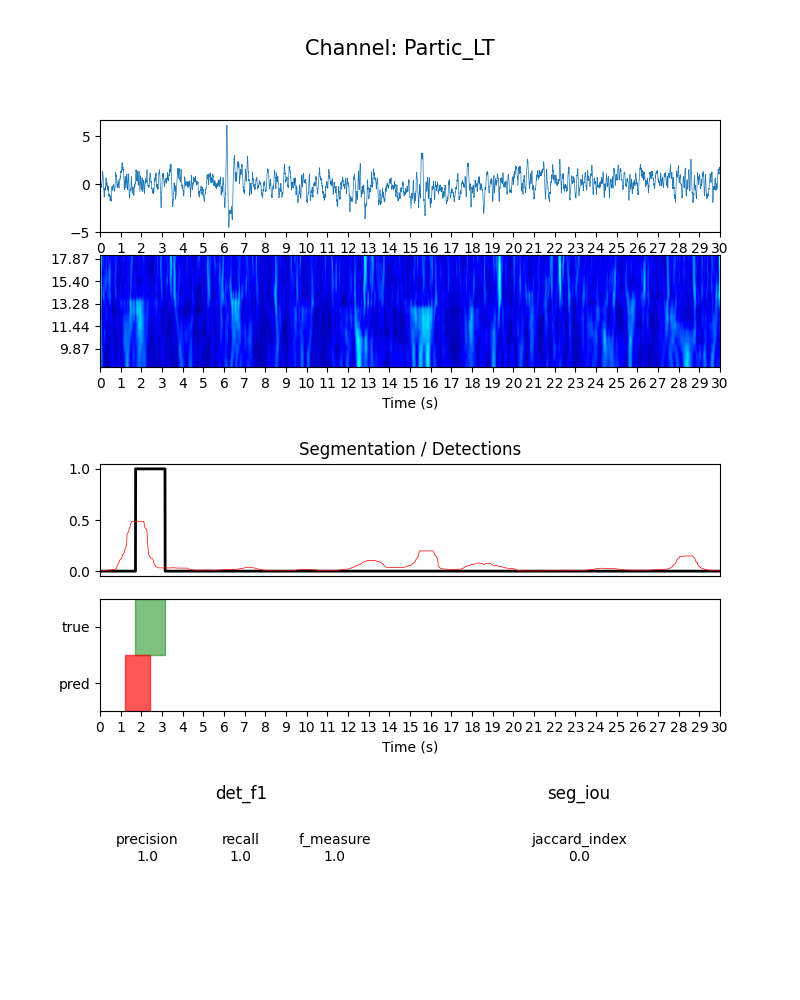 Channel: Partic_LT
5
0
−5
0 1 2 3 4 5 6 7 8 9 10 11 12 13 14 15 16 17 18 19 20 21 22 23 24 25 26 27 28 29 30
17.87
15.40
13.28
11.44
9.87
0 1 2 3 4 5 6 7 8 9 10 11 12 13 14 15 16 17 18 19 20 21 22 23 24 25 26 27 28 29 30
Time (s)
Segmentation / Detections
1.0
0.5
0.0
true
pred
0 1 2 3 4 5 6 7 8 9 10 11 12 13 14 15 16 17 18 19 20 21 22 23 24 25 26 27 28 29 30
Time (s)
det_f1 seg_iou
precision recall f_measure jaccard_index
1.0 1.0 1.0 0.0